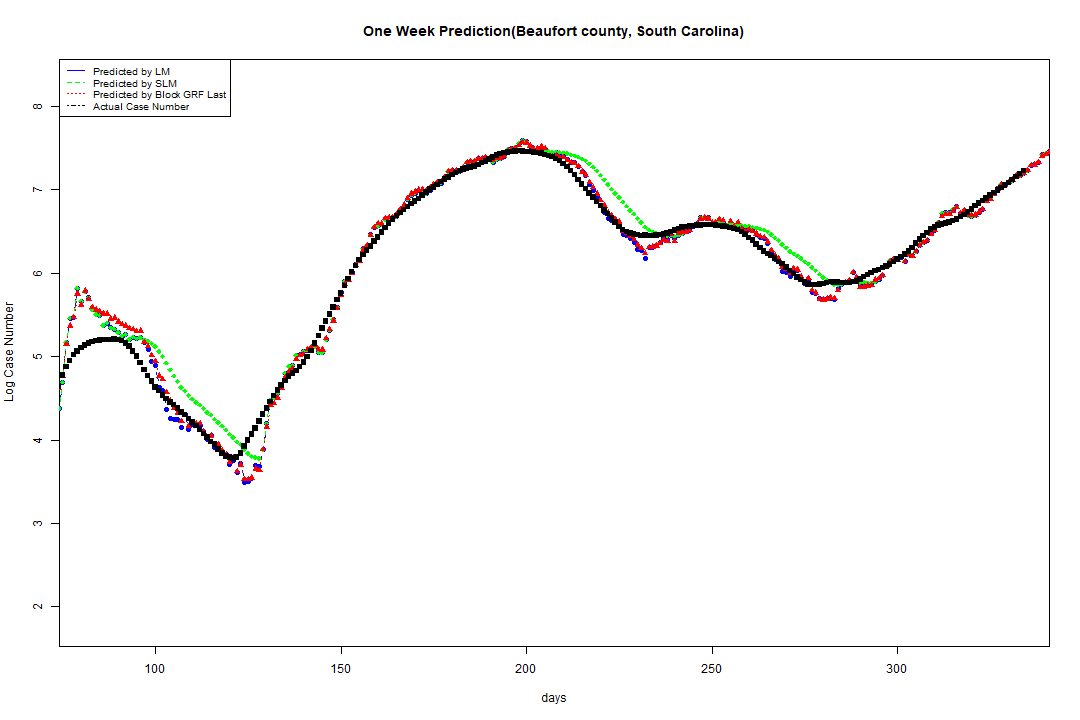 One Week Prediction(Beaufort county, South Carolina)
Predicted by LM
Predicted by SLM
Predicted by Block GRF Last
Actual Case Number
Log Case Number
8
7
6
5
4
3
2
100 150 200 250 300
days